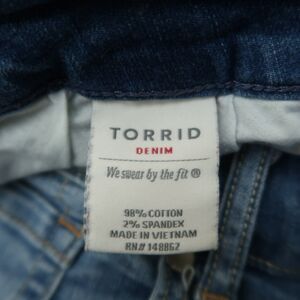 TORRID
DENIM
We swear by the fit ®
98% COTTON
2% SPANDEX
MADE IN VIETNAM
RN# 148862